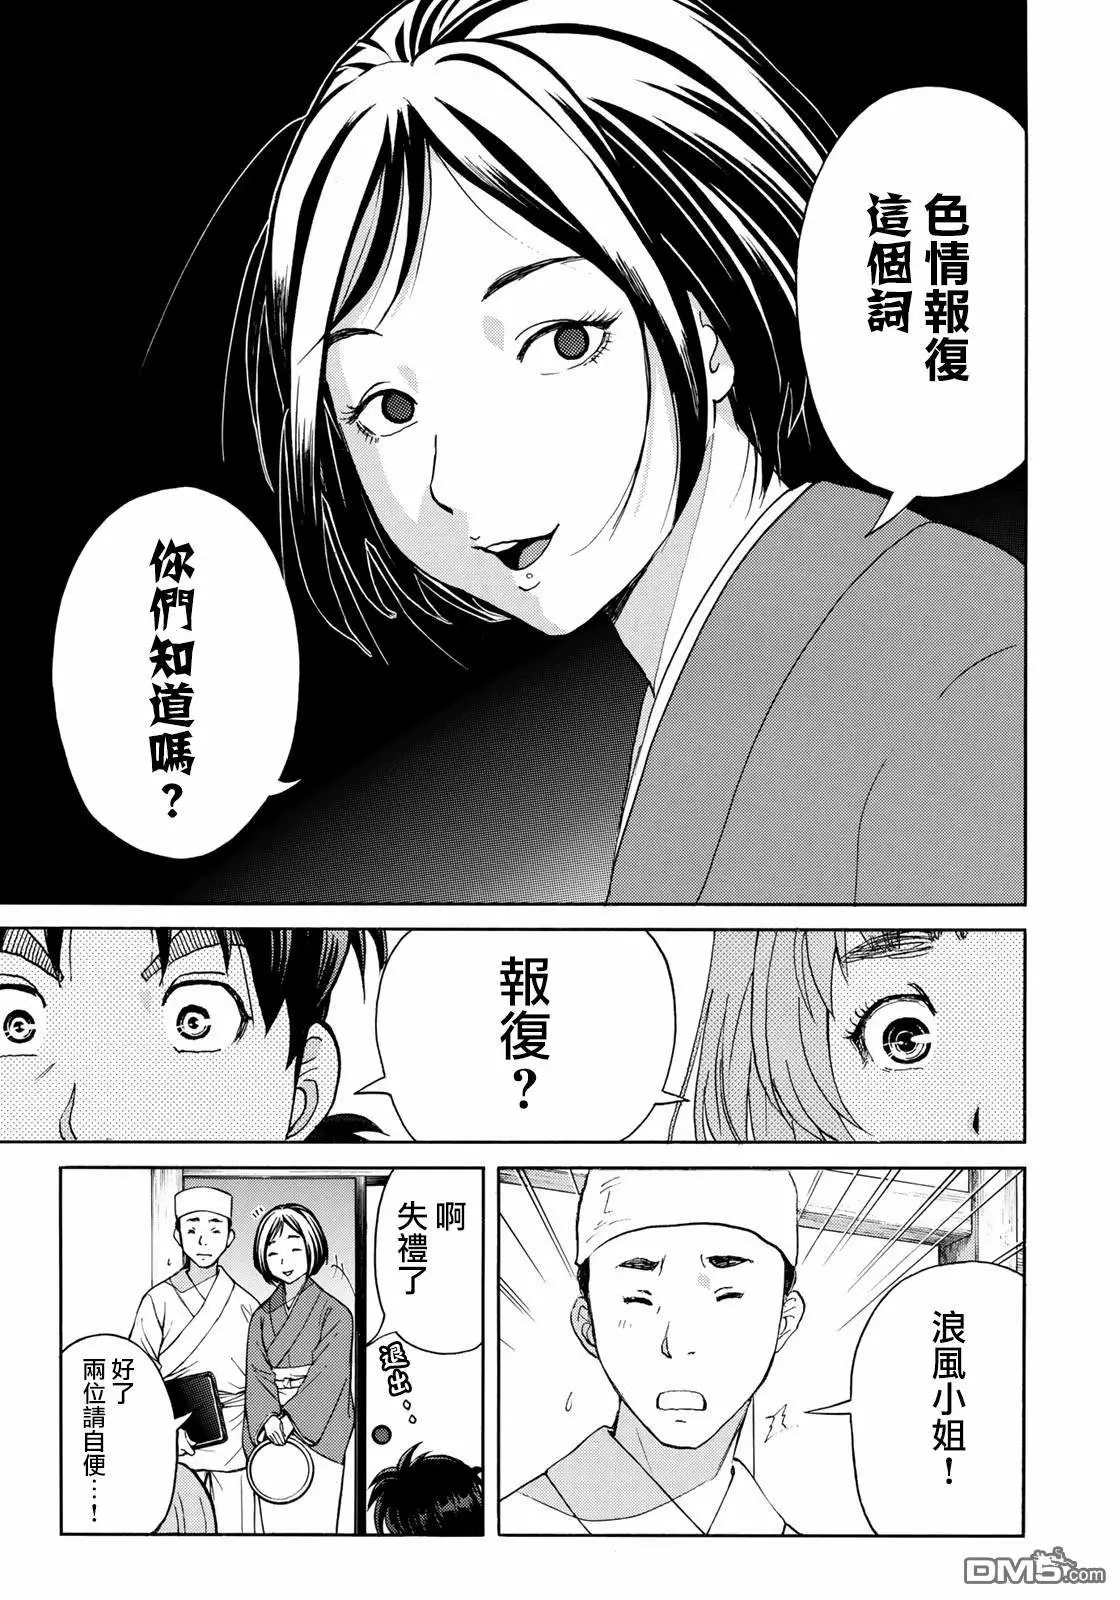 色情報復
這個詞
你們知道嗎？
報復？
浪風小姐！
啊
失禮了
退出．．
好了
兩位請自便…！
DM5.com